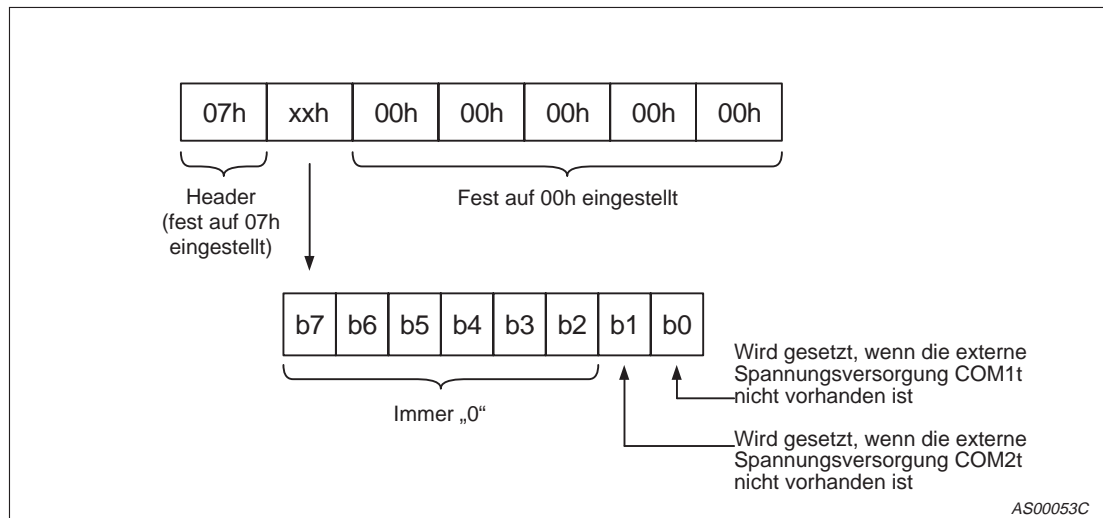 07h xxh 00h 00h 00h 00h 00h
Header
(fest auf 07h
eingestellt)
Fest auf 00h eingestellt
b7 b6 b5 b4 b3 b2 b1 b0
Immer „0“
Wird gesetzt, wenn die externe
Spannungsversorgung COM1t
nicht vorhanden ist
Wird gesetzt, wenn die externe
Spannungsversorgung COM2t
nicht vorhanden ist
AS00053C